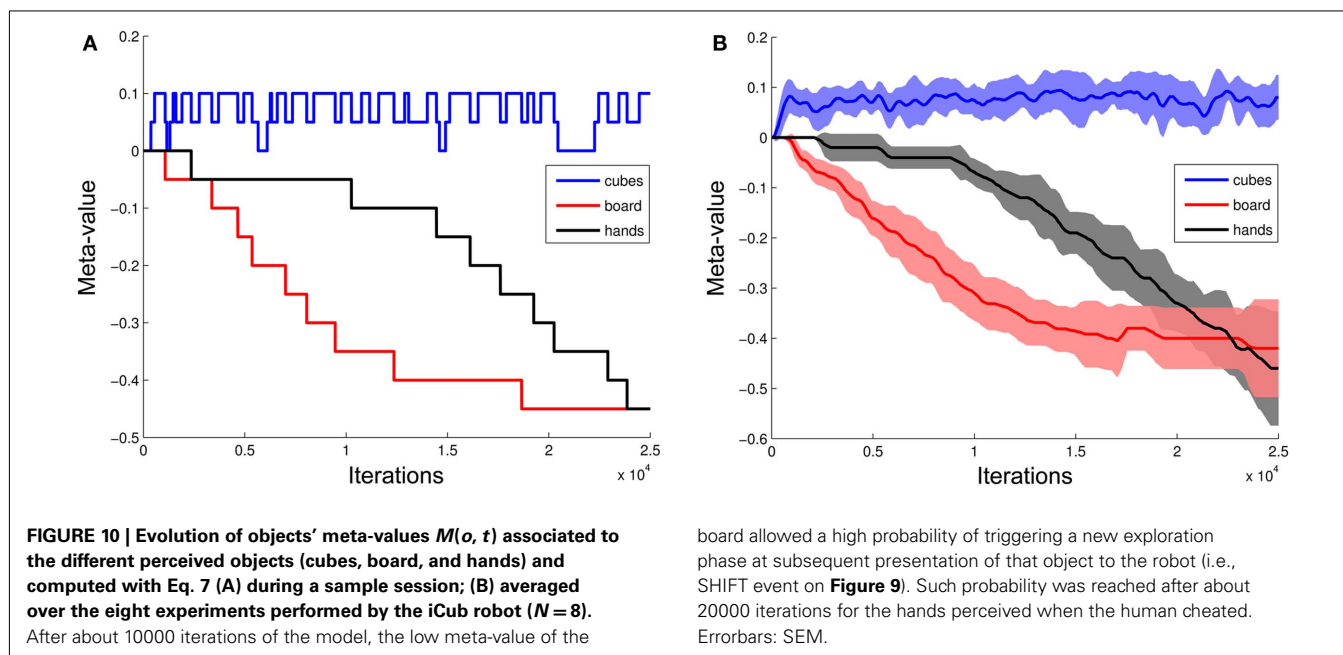 A
0.2
0.1
0
−0.1
−0.2
−0.3
−0.4
−0.5
Meta-value
0
0.5
1
1.5
2
2.5
x 10⁴
Iterations
cubes
board
hands
B
0.2
0.1
0
−0.1
−0.2
−0.3
−0.4
−0.5
−0.6
Meta-value
0
0.5
1
1.5
2
2.5
x 10⁴
Iterations
cubes
board
hands
FIGURE 10 | Evolution of objects’ meta-values M(o, t) associated to
the different perceived objects (cubes, board, and hands) and
computed with Eq. 7 (A) during a sample session; (B) averaged
over the eight experiments performed by the iCub robot (N = 8).
After about 10000 iterations of the model, the low meta-value of the
board allowed a high probability of triggering a new exploration
phase at subsequent presentation of that object to the robot (i.e.,
SHIFT event on Figure 9). Such probability was reached after about
20000 iterations for the hands perceived when the human cheated.
Errorbars: SEM.